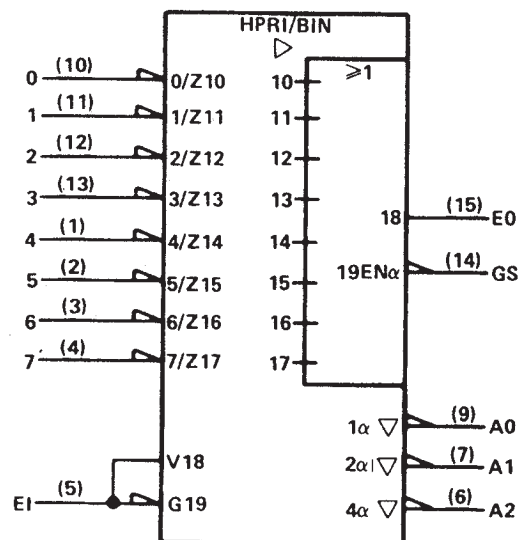 HPRI/BIN
▷
≥1
0 (10) 0/Z10 10
1 (11) 1/Z11 11
2 (12) 2/Z12 12
3 (13) 3/Z13 13
4 (1) 4/Z14 14
5 (2) 5/Z15 15
6 (3) 6/Z16 16
7 (4) 7/Z17 17
18 (15) EO
19ENα (14) GS
1α ▽ (9) A0
2α ▽ (7) A1
4α ▽ (6) A2
V18
EI (5) G19